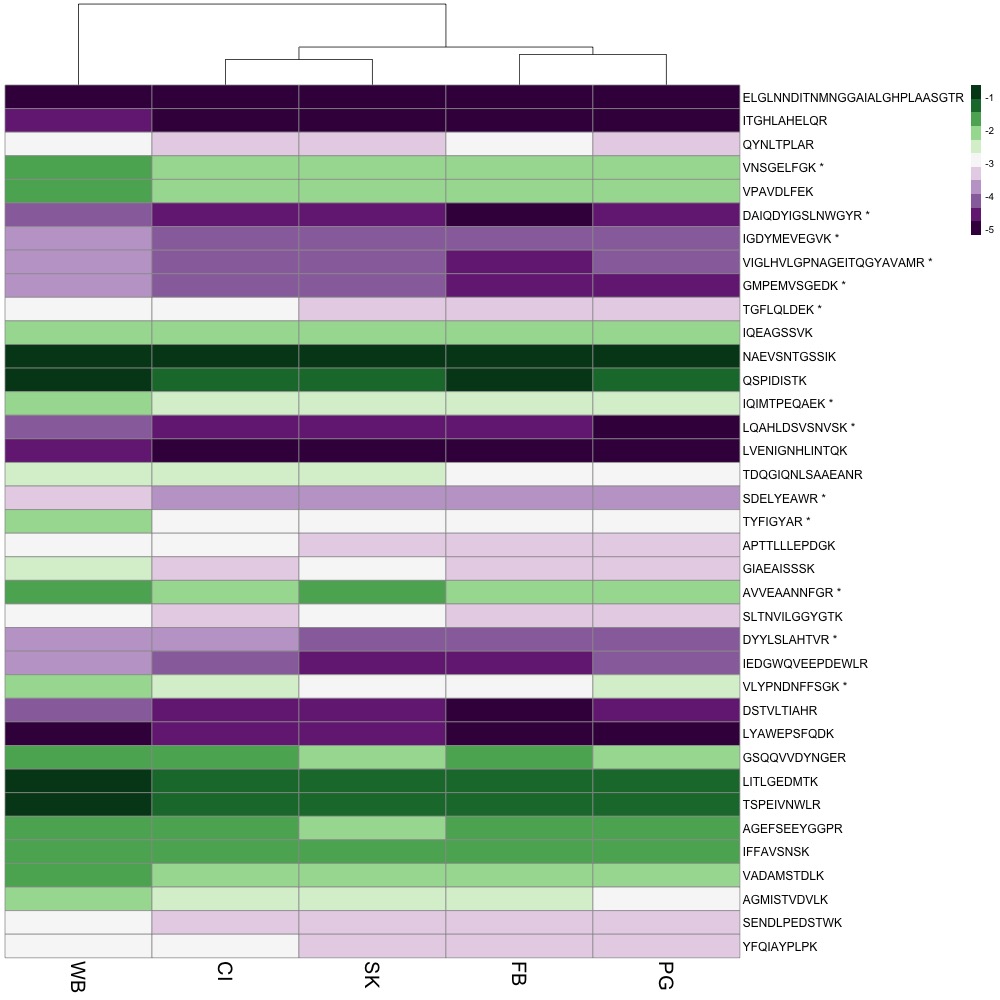 ELGLNNDITNMNGGAIALGHPLAASGTR
ITGHLAHELQR
QYNLTPLAR
VNSGELFGK *
VPAVDLFEK
DAIQDYIGSLNWGYR *
IGDYMEVEGVK *
VIGLHVLGPNAGEITQGYAVAMR *
GMPEMVSGEDK *
TGFLQLDEK *
IQEAGSSVK
NAEVSNTGSSIK
QSPIDISTK
IQIMTPEQAEK *
LQAHLDSVSNVSK *
LVENIGNHLINTQK
TDQGIQNLSAAEANR
SDELYEAWR *
TYFIGYAR *
APTTLLLEPDGK
GIAEAISSSK
AVVEAANNFGR *
SLTNVILGGYGTK
DYYLSLAHTVR *
IEDGWQVEEPDEWLR
VLYPNDNFFSGK *
DSTVLTIAHR
LYAWEPSFQDK
GSQQVVDYNGER
LITLGEDMTK
TSPEIVNWLR
AGEFSEEYGGPR
IFFAVSNSK
VADAMSTDLK
AGMISTVDVLK
SENDLPEDSTWK
YFQIAYPLPK
-1
-2
-3
-4
-5
WB
CI
SK
FB
PG